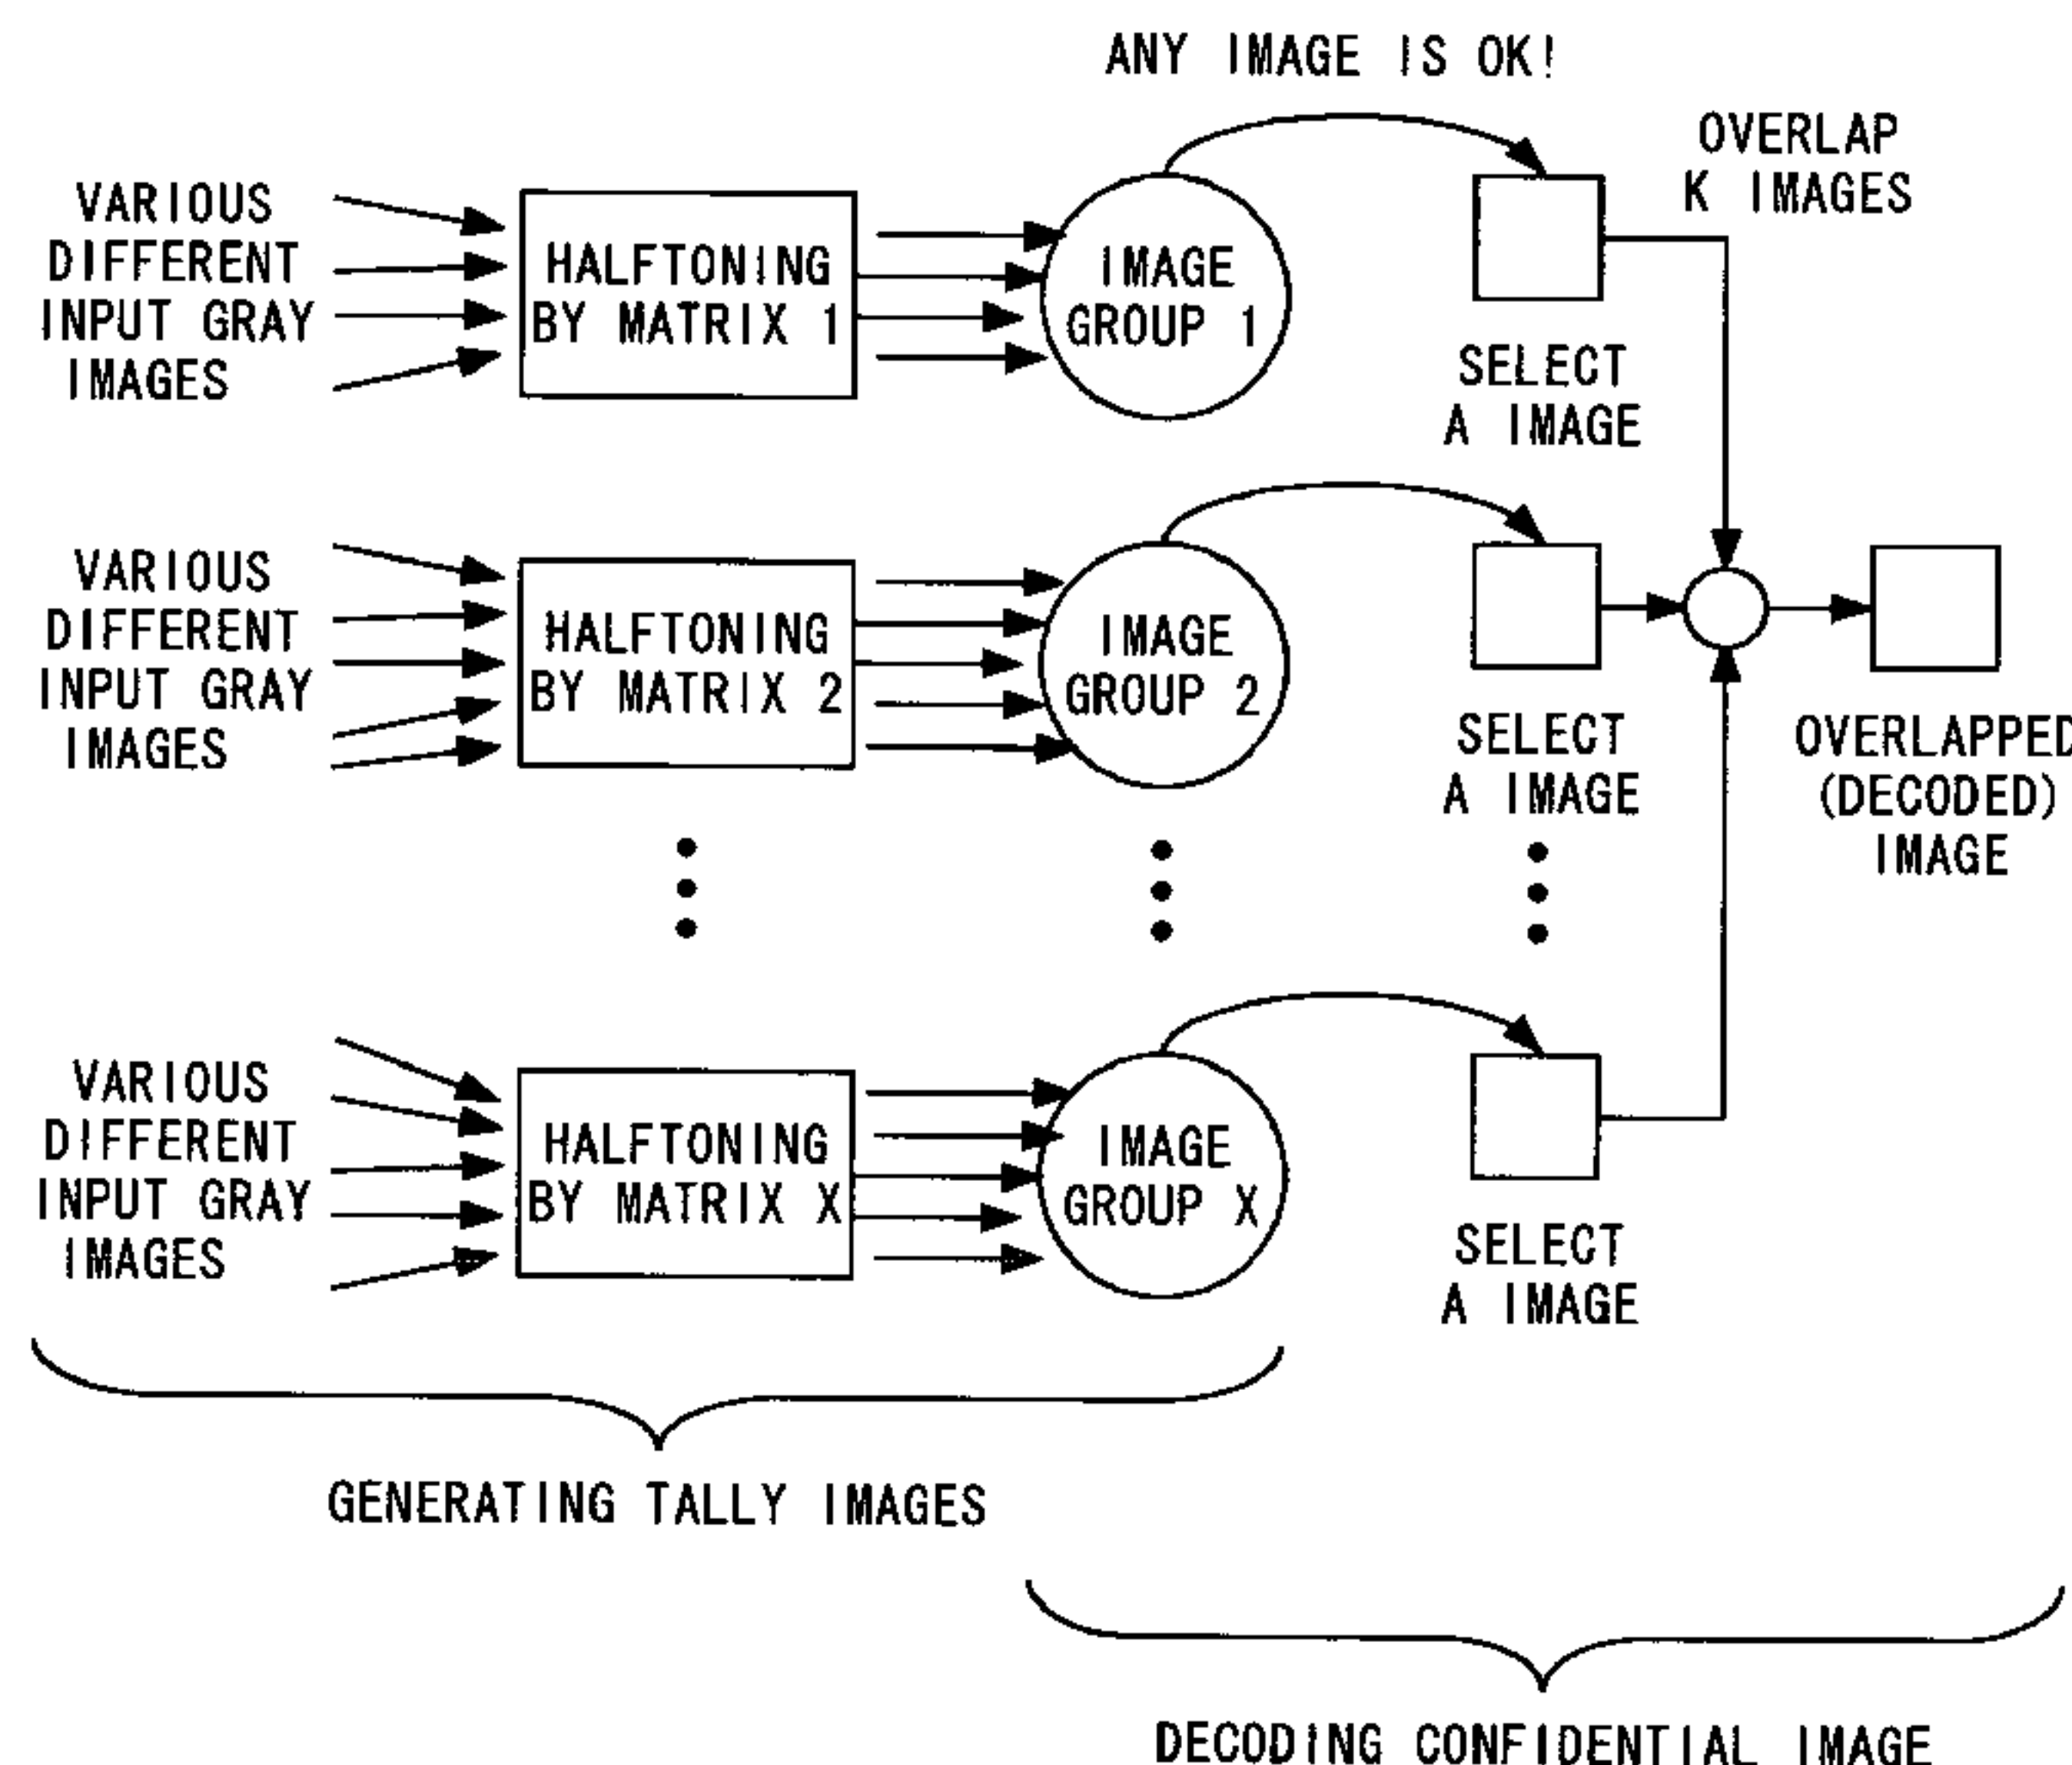 ANY IMAGE IS OK!
OVERLAP
K IMAGES
VARIOUS
DIFFERENT
INPUT GRAY
IMAGES
HALFTONING
BY MATRIX 1
IMAGE
GROUP 1
SELECT
A IMAGE
VARIOUS
DIFFERENT
INPUT GRAY
IMAGES
HALFTONING
BY MATRIX 2
IMAGE
GROUP 2
SELECT
A IMAGE
OVERLAPPED
(DECODED)
IMAGE
VARIOUS
DIFFERENT
INPUT GRAY
IMAGES
HALFTONING
BY MATRIX X
IMAGE
GROUP X
SELECT
A IMAGE
GENERATING TALLY IMAGES
DECODING CONFIDENTIAL IMAGE